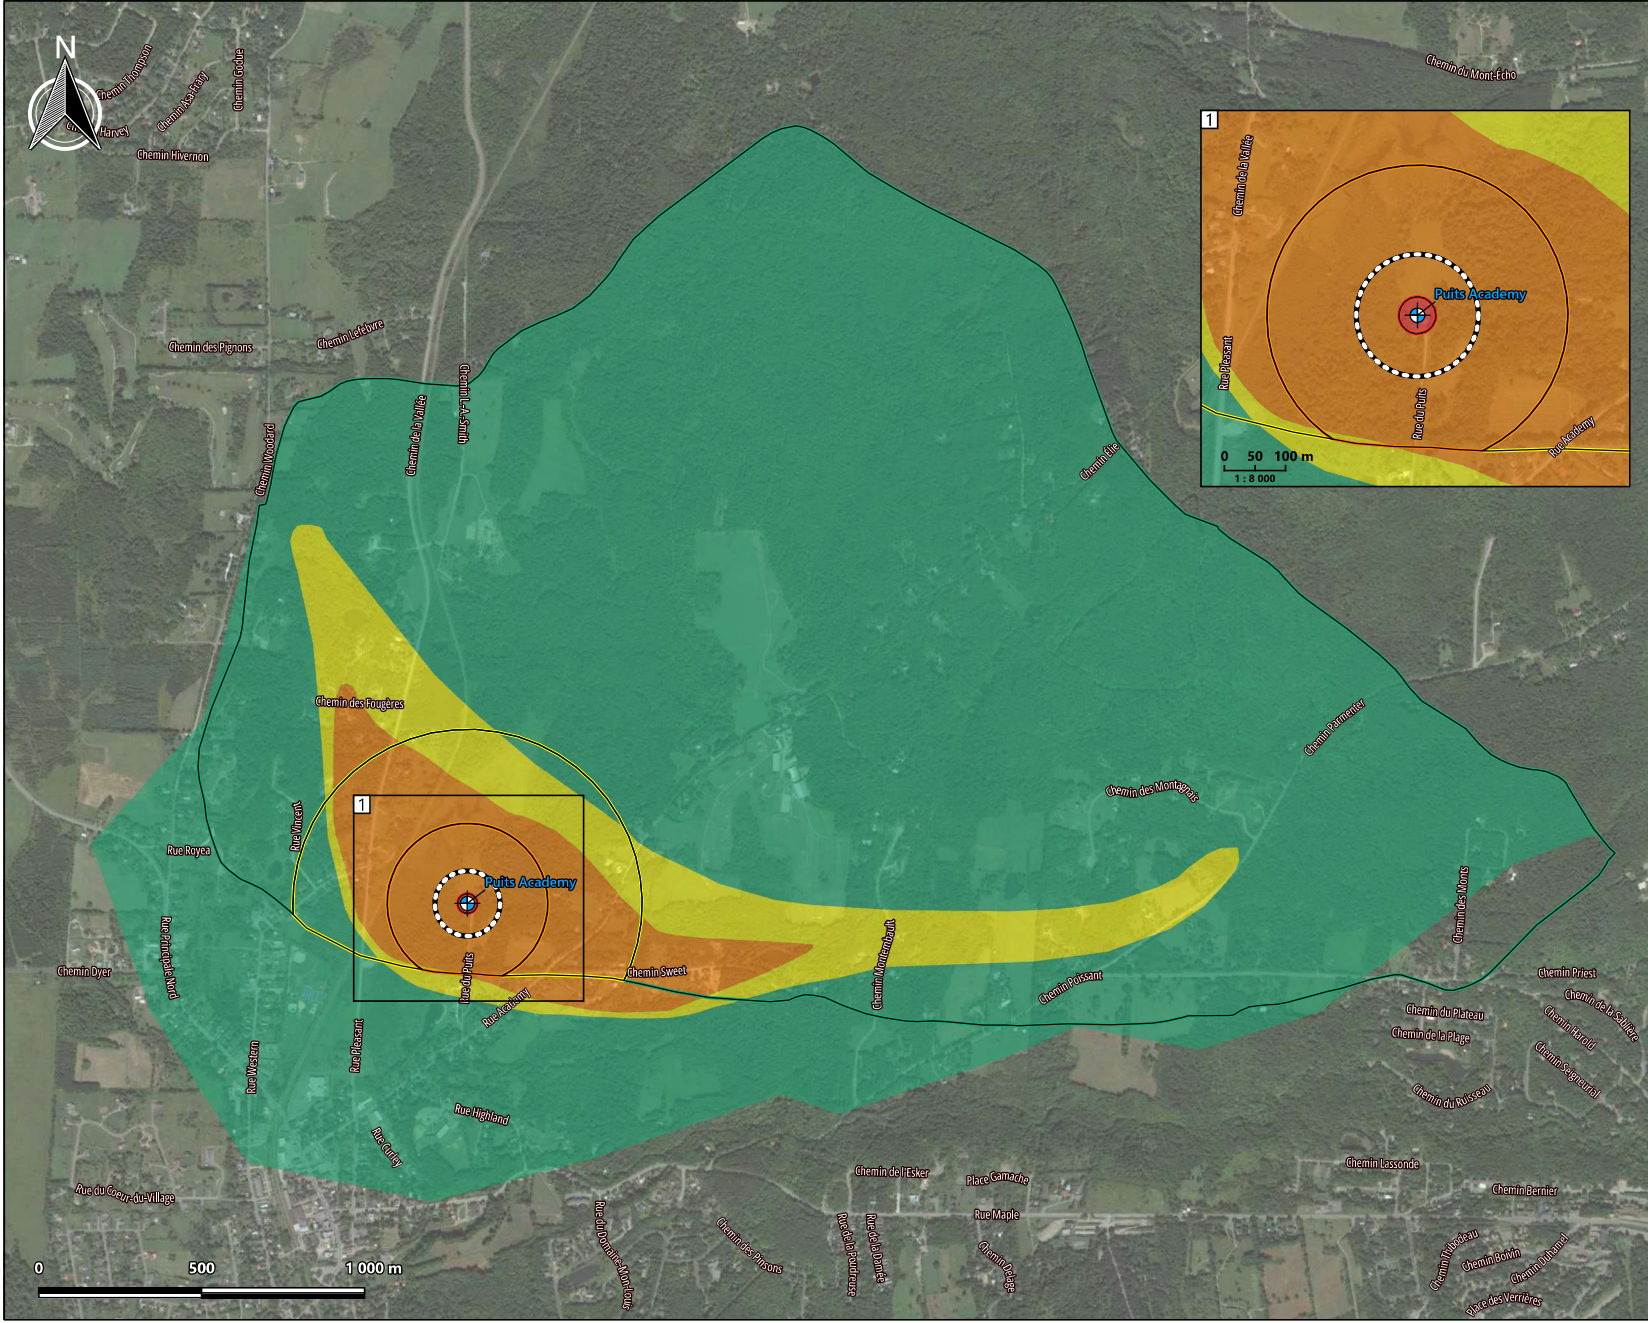 N
Chemin Thompson
Chemin Asa-Frary
Chemin Godue
Harvey
Chemin Hivernon
Chemin du Mont-Écho
1
Chemin de la Vallée
Puits Academy
Rue Pleasant
Rue du Puits
Rue Academy
0 50 100 m
1 : 8 000
Chemin des Pignons
Chemin Lefebvre
Chemin Woodard
Chemin de la Vallée
Chemin L.-A.-Smith
Chemin Élie
Chemin des Fougères
Chemin Parmenter
Chemin des Montagnais
1
Rue Vincent
Rue Royea
Puits Academy
Rue Principale Nord
Chemin Dyer
Rue du Puits
Chemin Sweet
Rue Academy
Chemin Montembault
Chemin Poissant
Chemin des Monts
Chemin Priest
Chemin de la Sablière
Chemin du Plateau
Chemin Harold
Chemin de la Plage
Chemin Seigneurial
Chemin du Ruisseau
Rue Pleasant
Rue Western
Rue Highland
Rue Curley
Rue du Coeur-du-Village
Chemin de l'Esker
Place Gamache
Chemin Lassonde
Chemin Bernier
Rue Maple
Rue du Domaine-Mon-Louis
Chemin des Pinsons
Rue de la Poudreuse
Rue de la Damée
Chemin Delage
Chemin Thibodeau
Chemin Boivin
Chemin Duhamel
Place des Verrières
0 500 1 000 m